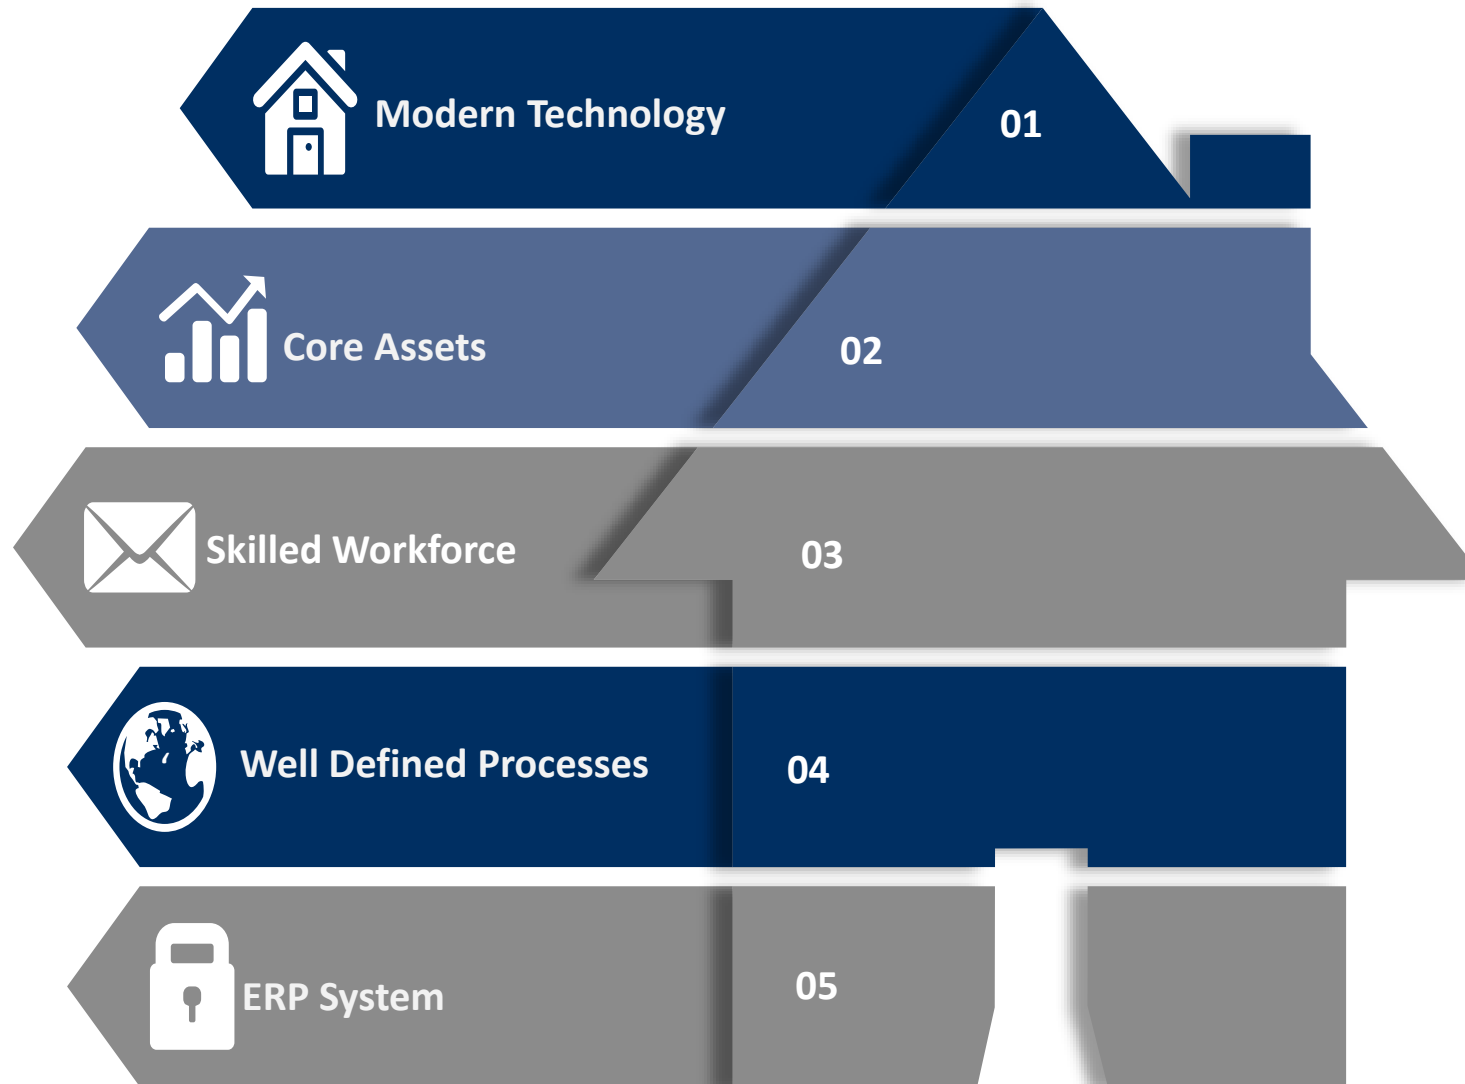 Modern Technology
01
Core Assets
02
Skilled Workforce
03
Well Defined Processes
04
ERP System
05